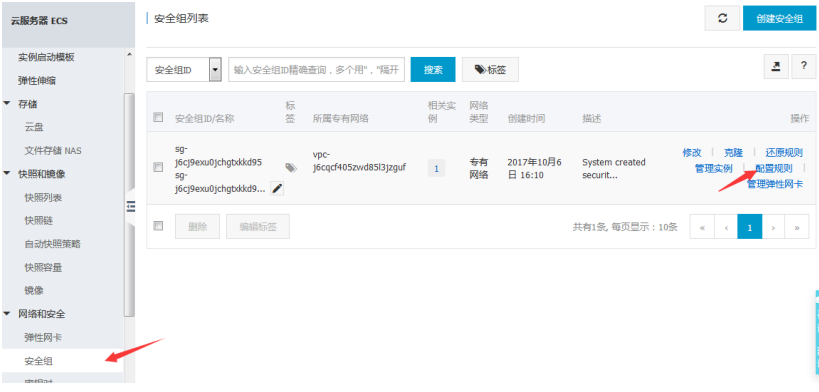 云服务器 ECS
实例启动模板
弹性伸缩
存储
云盘
文件存储 NAS
快照和镜像
快照列表
快照链
自动快照策略
快照容量
镜像
网络和安全
弹性网卡
安全组
安全组列表
创建安全组
安全组ID
输入安全组ID精确查询，多个用"，"隔开
搜索
标签
?
安全组ID/名称
标
签
所属专有网络
相关实
例
网络
类型
创建时间
描述
操作
sg-
j6cj9exu0jchgtxkkd95
sg-
j6cj9exu0jchgtxkkd9...
vpc-
j6cqcf405zwd85l3jzguf
1
专有
网络
2017年10月6
日 16:10
System created
securit...
修改 | 克隆 | 还原规则
管理实例 | 配置规则 |
管理弹性网卡
删除
编辑标签
共有1条, 每页显示：10条
« ‹ 1 › »